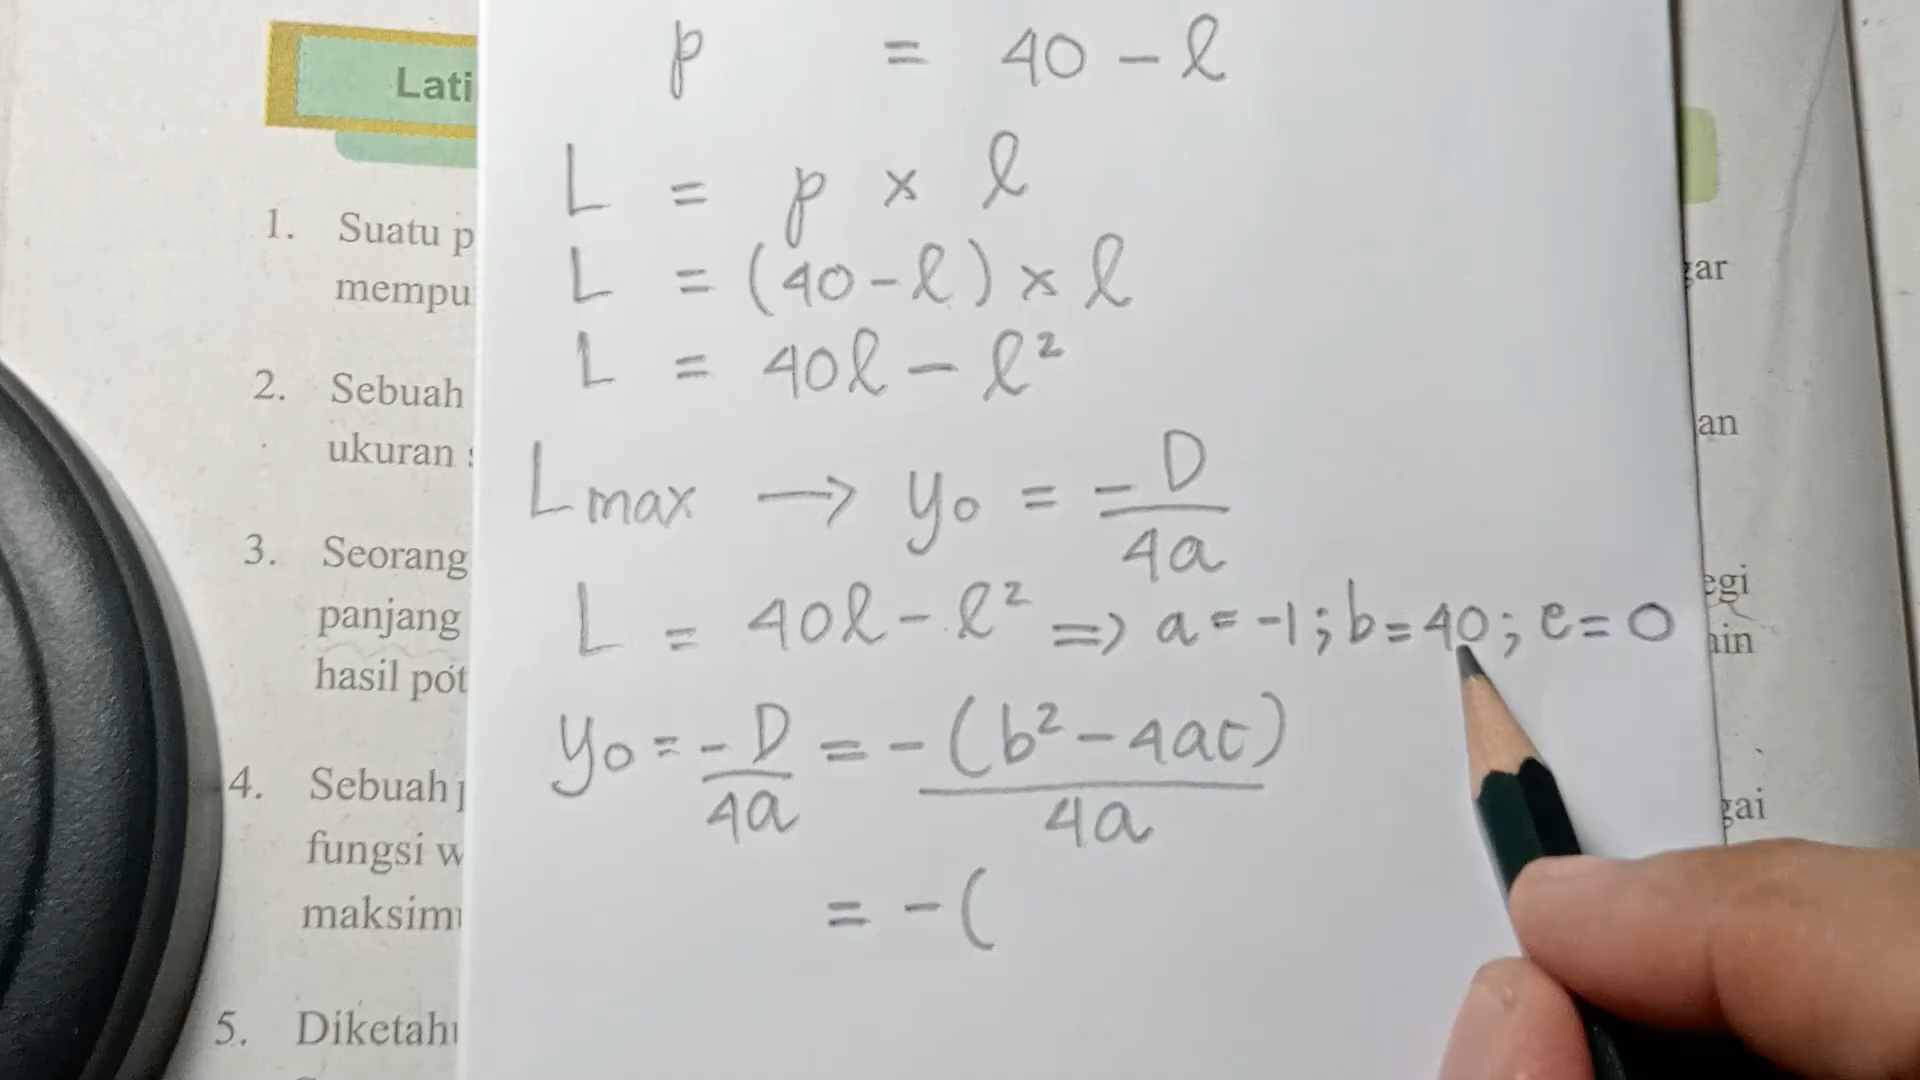 p = 40 - l
L = p × l
L = (40 - l) × l
L = 40l - l²
Lmax → y₀ = -D/4a
L = 40l - l² ⇒ a = -1; b = 40; c = 0
y₀ = -D/4a = -(b² - 4ac)/4a
= -(
Lati
1. Suatu p
mempu
2. Sebuah
ukuran s
3. Seorang
panjang
hasil pot
4. Sebuah p
fungsi w
maksim
5. Diketah
gar
an
egi
nin
gai